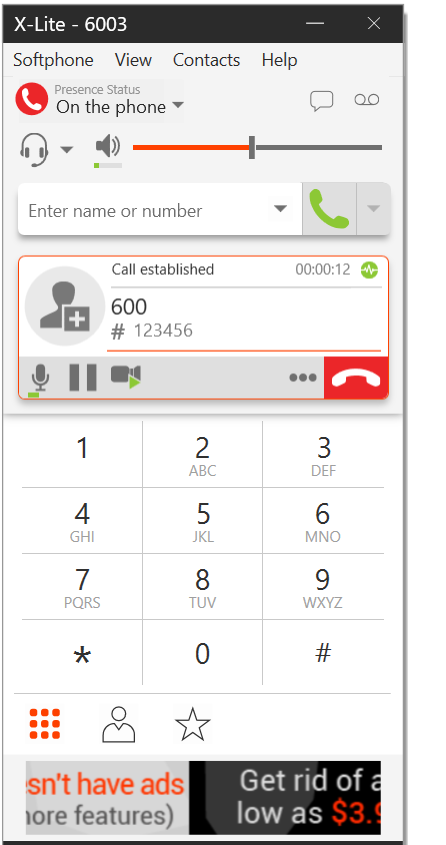 X-Lite - 6003
Softphone View Contacts Help
Presence Status
On the phone
Enter name or number
Call established 00:00:12
600
# 123456
1 2 3
ABC DEF
4 5 6
GHI JKL MNO
7 8 9
PQRS TUV WXYZ
* 0 #
sn't have ads Get rid of a
ore features) low as $3.9